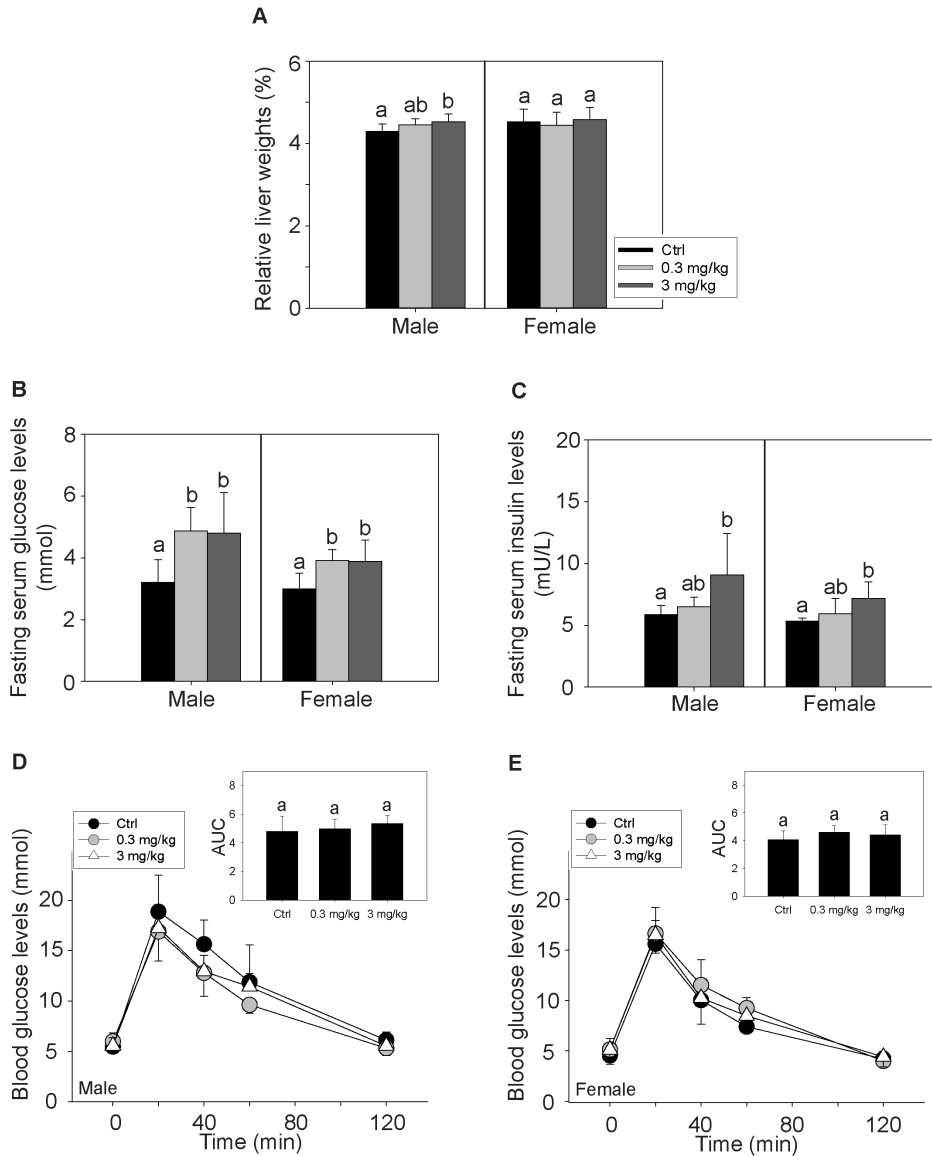 A
Relative liver weights (%)
6
4
2
0
a ab b a a a
Ctrl
0.3 mg/kg
3 mg/kg
Male Female
B
Fasting serum glucose levels
(mmol)
8
6
4
2
0
a b b a b b
Male Female
C
Fasting serum insulin levels
(mU/L)
20
15
10
5
0
a ab b a ab b
Male Female
D
Ctrl
0.3 mg/kg
3 mg/kg
AUC
8
6
4
2
0
a a a
Ctrl 0.3 mg/kg 3 mg/kg
Blood glucose levels (mmol)
20
15
10
5
0
Male
0 40 80 120
Time (min)
E
Ctrl
0.3 mg/kg
3 mg/kg
AUC
8
6
4
2
0
a a a
Ctrl 0.3 mg/kg 3 mg/kg
Blood glucose levels (mmol)
20
15
10
5
0
Female
0 40 80 120
Time (min)